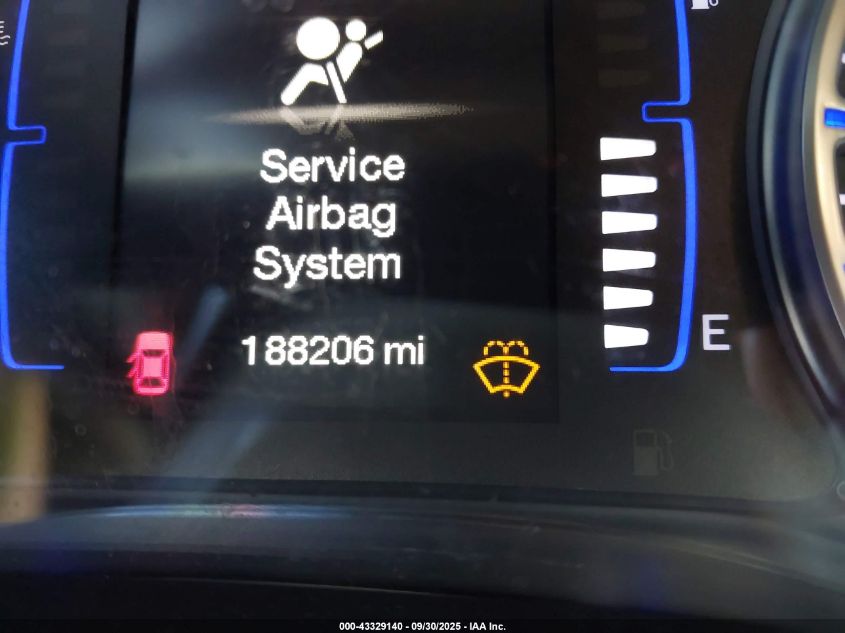 Service
Airbag
System
188206 mi
E
000-43329140 - 09/30/2025 - IAA Inc.